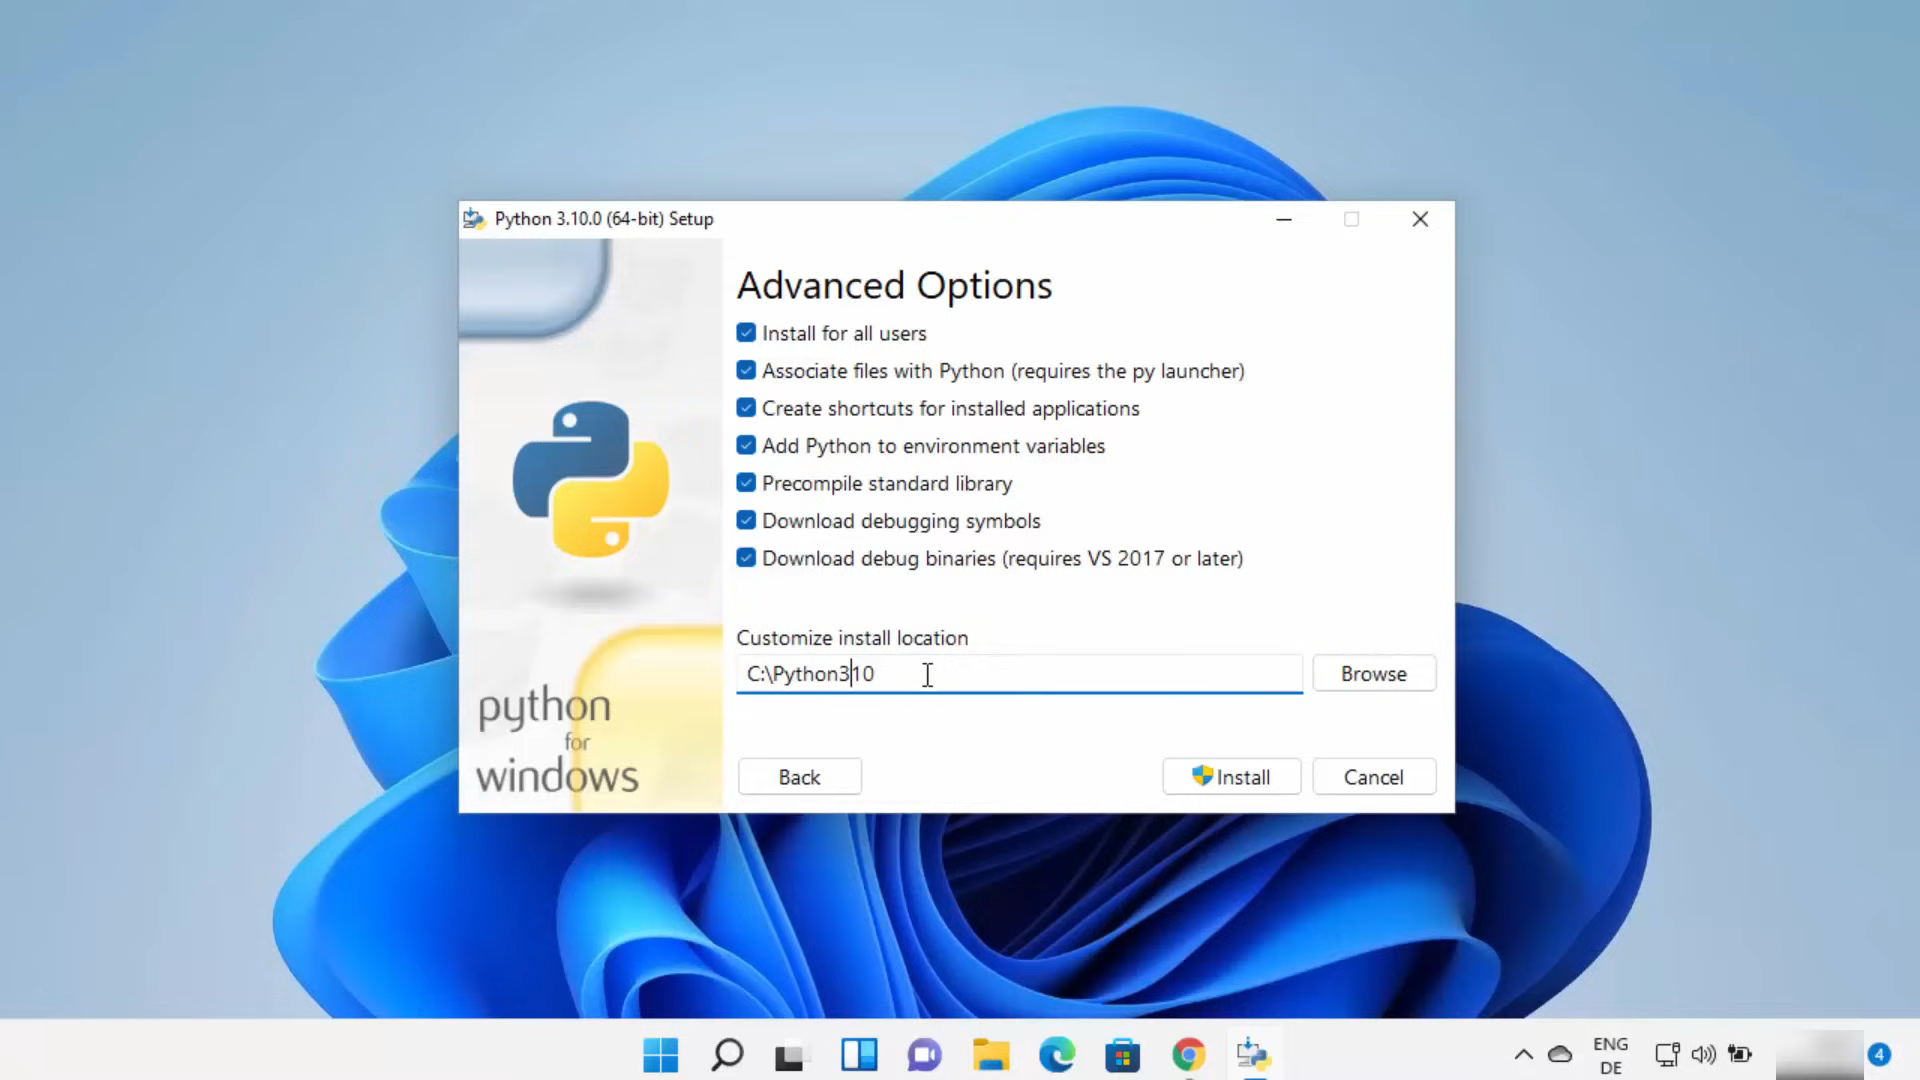 Python 3.10.0 (64-bit) Setup
Advanced Options
Install for all users
Associate files with Python (requires the py launcher)
Create shortcuts for installed applications
Add Python to environment variables
Precompile standard library
Download debugging symbols
Download debug binaries (requires VS 2017 or later)
Customize install location
C:\Python310
Browse
python
for
windows
Back
Install
Cancel
ENG
DE
4